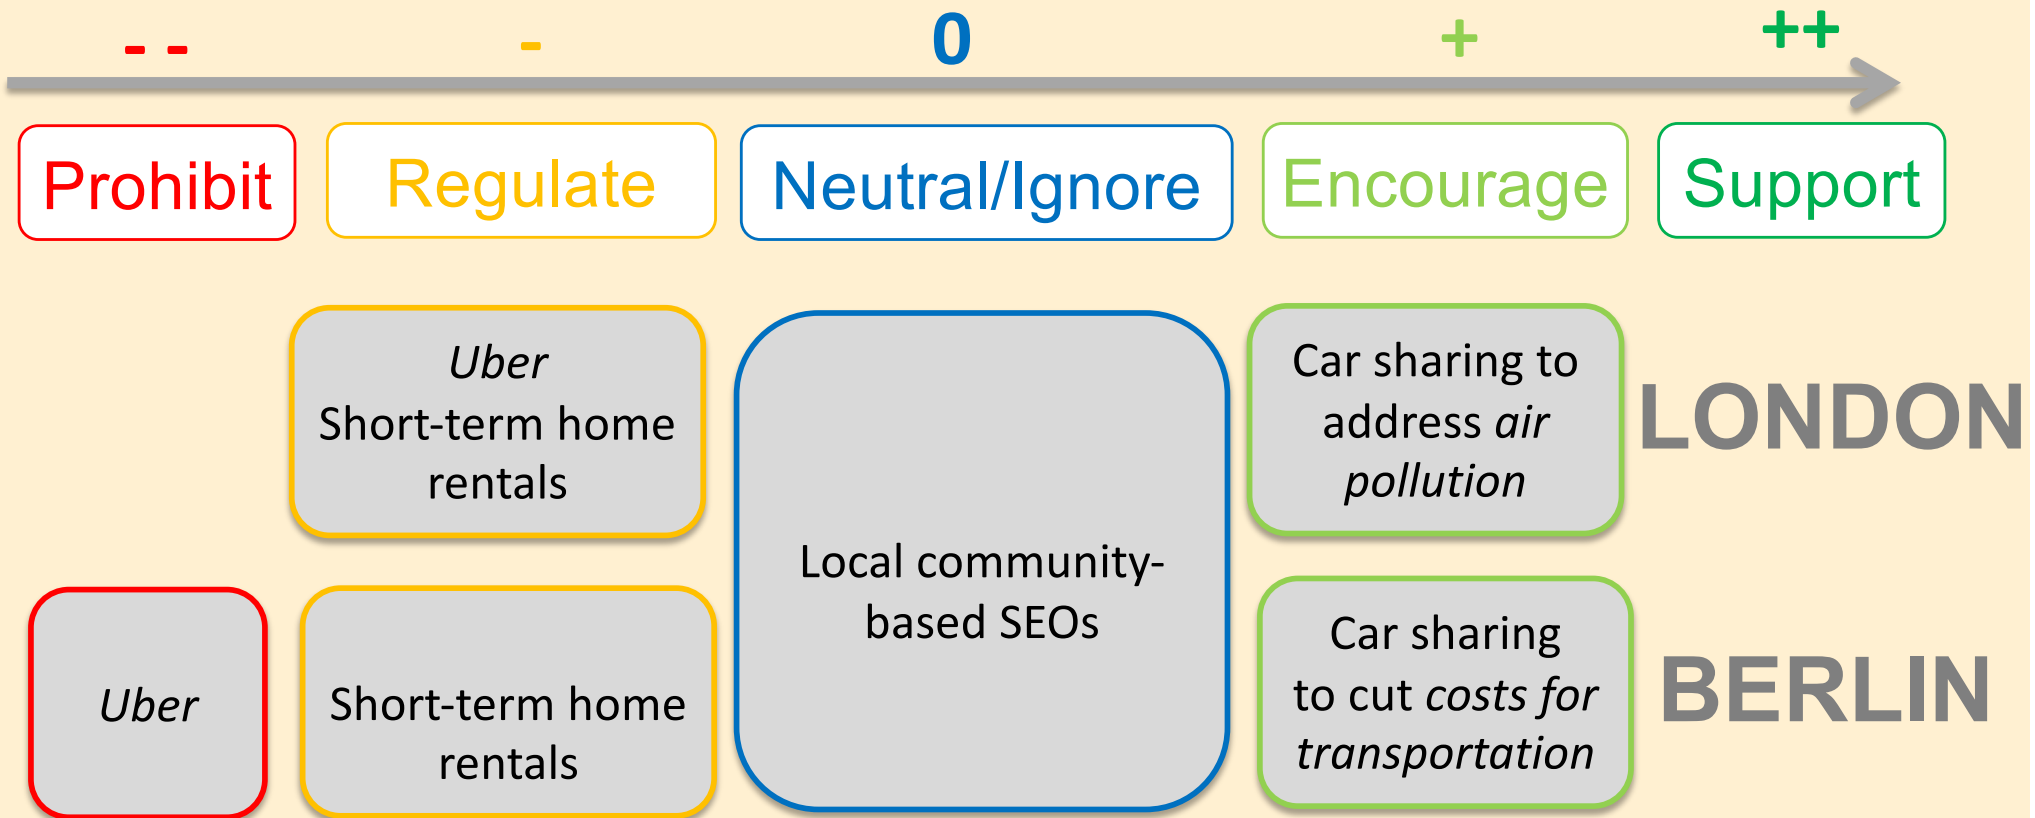 - -
-
0
+
++
Prohibit
Regulate
Neutral/Ignore
Encourage
Support
Uber
Short-term home
rentals
Local community-
based SEOs
Car sharing to
address air
pollution
LONDON
Uber
Short-term home
rentals
Car sharing
to cut costs for
transportation
BERLIN